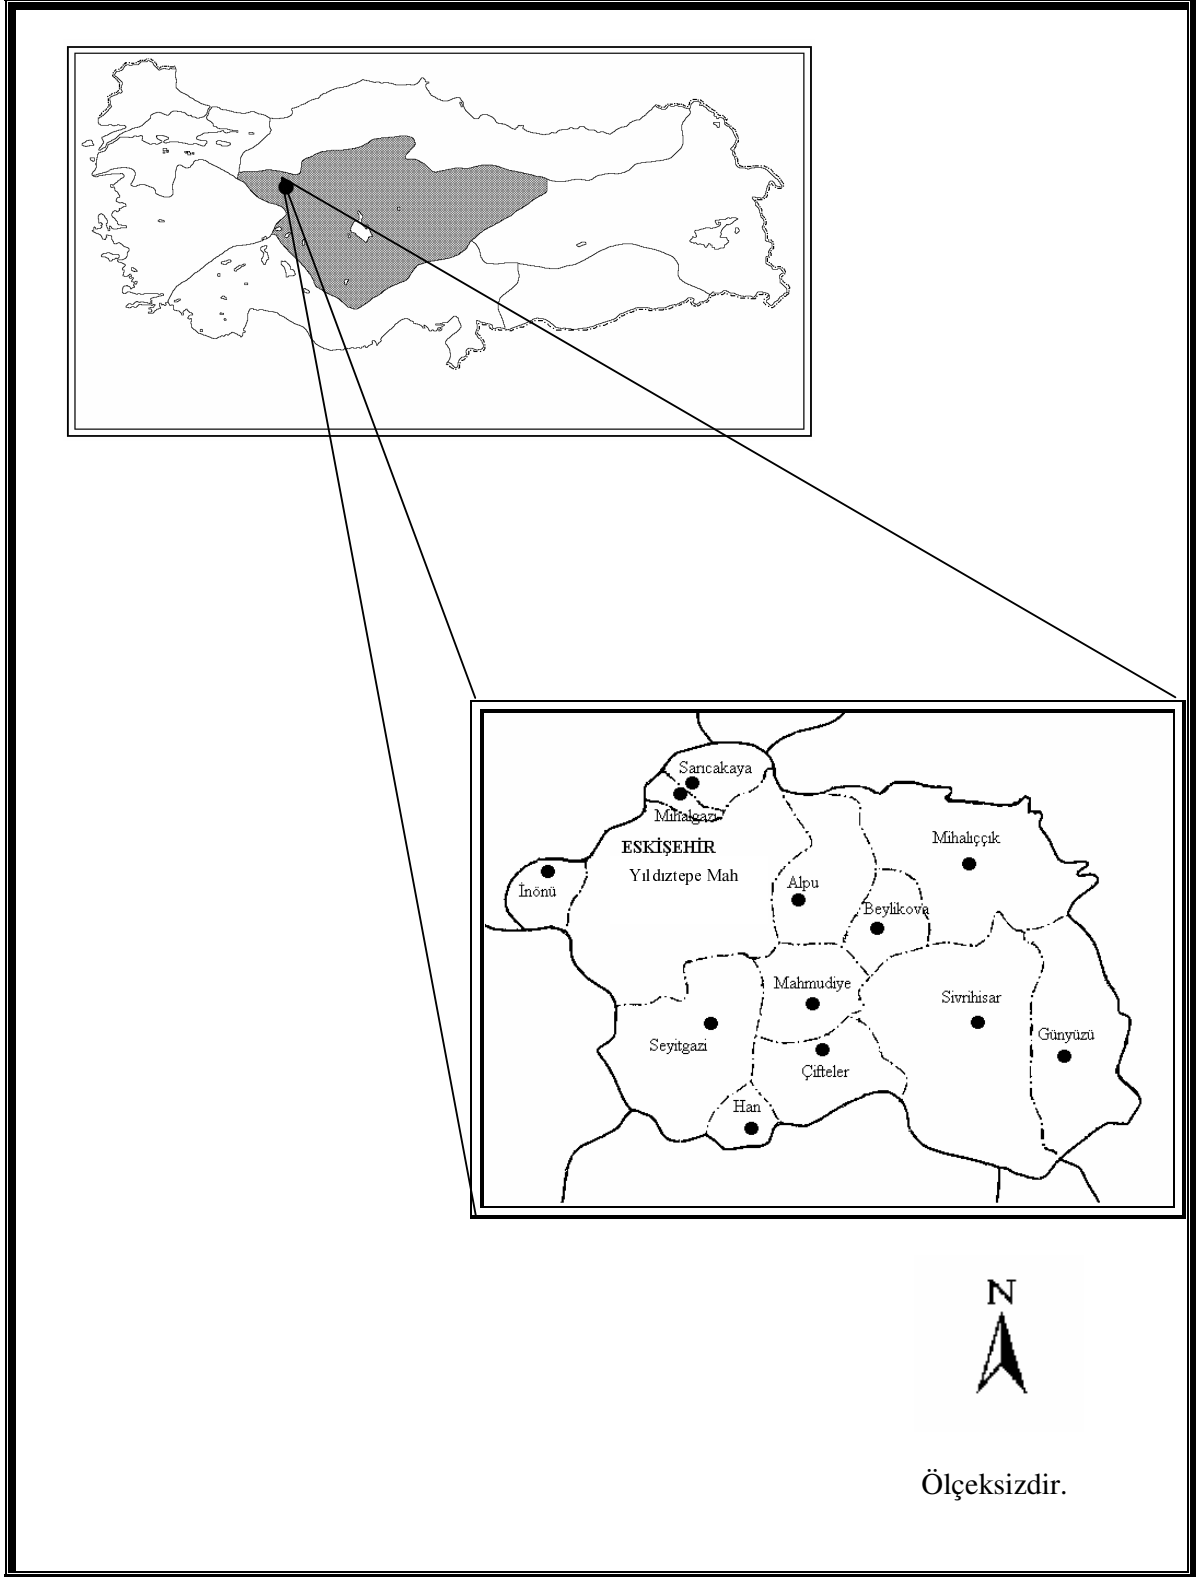 Sarıcakaya
Mihalgazi
ESKİŞEHİR
Yıldıztepe Mah
İnönü
Mihalıççık
Alpu
Beylikova
Mahmudiye
Sivrihisar
Seyitgazi
Günyüzü
Çifteler
Han
N
Ölçeksizdir.